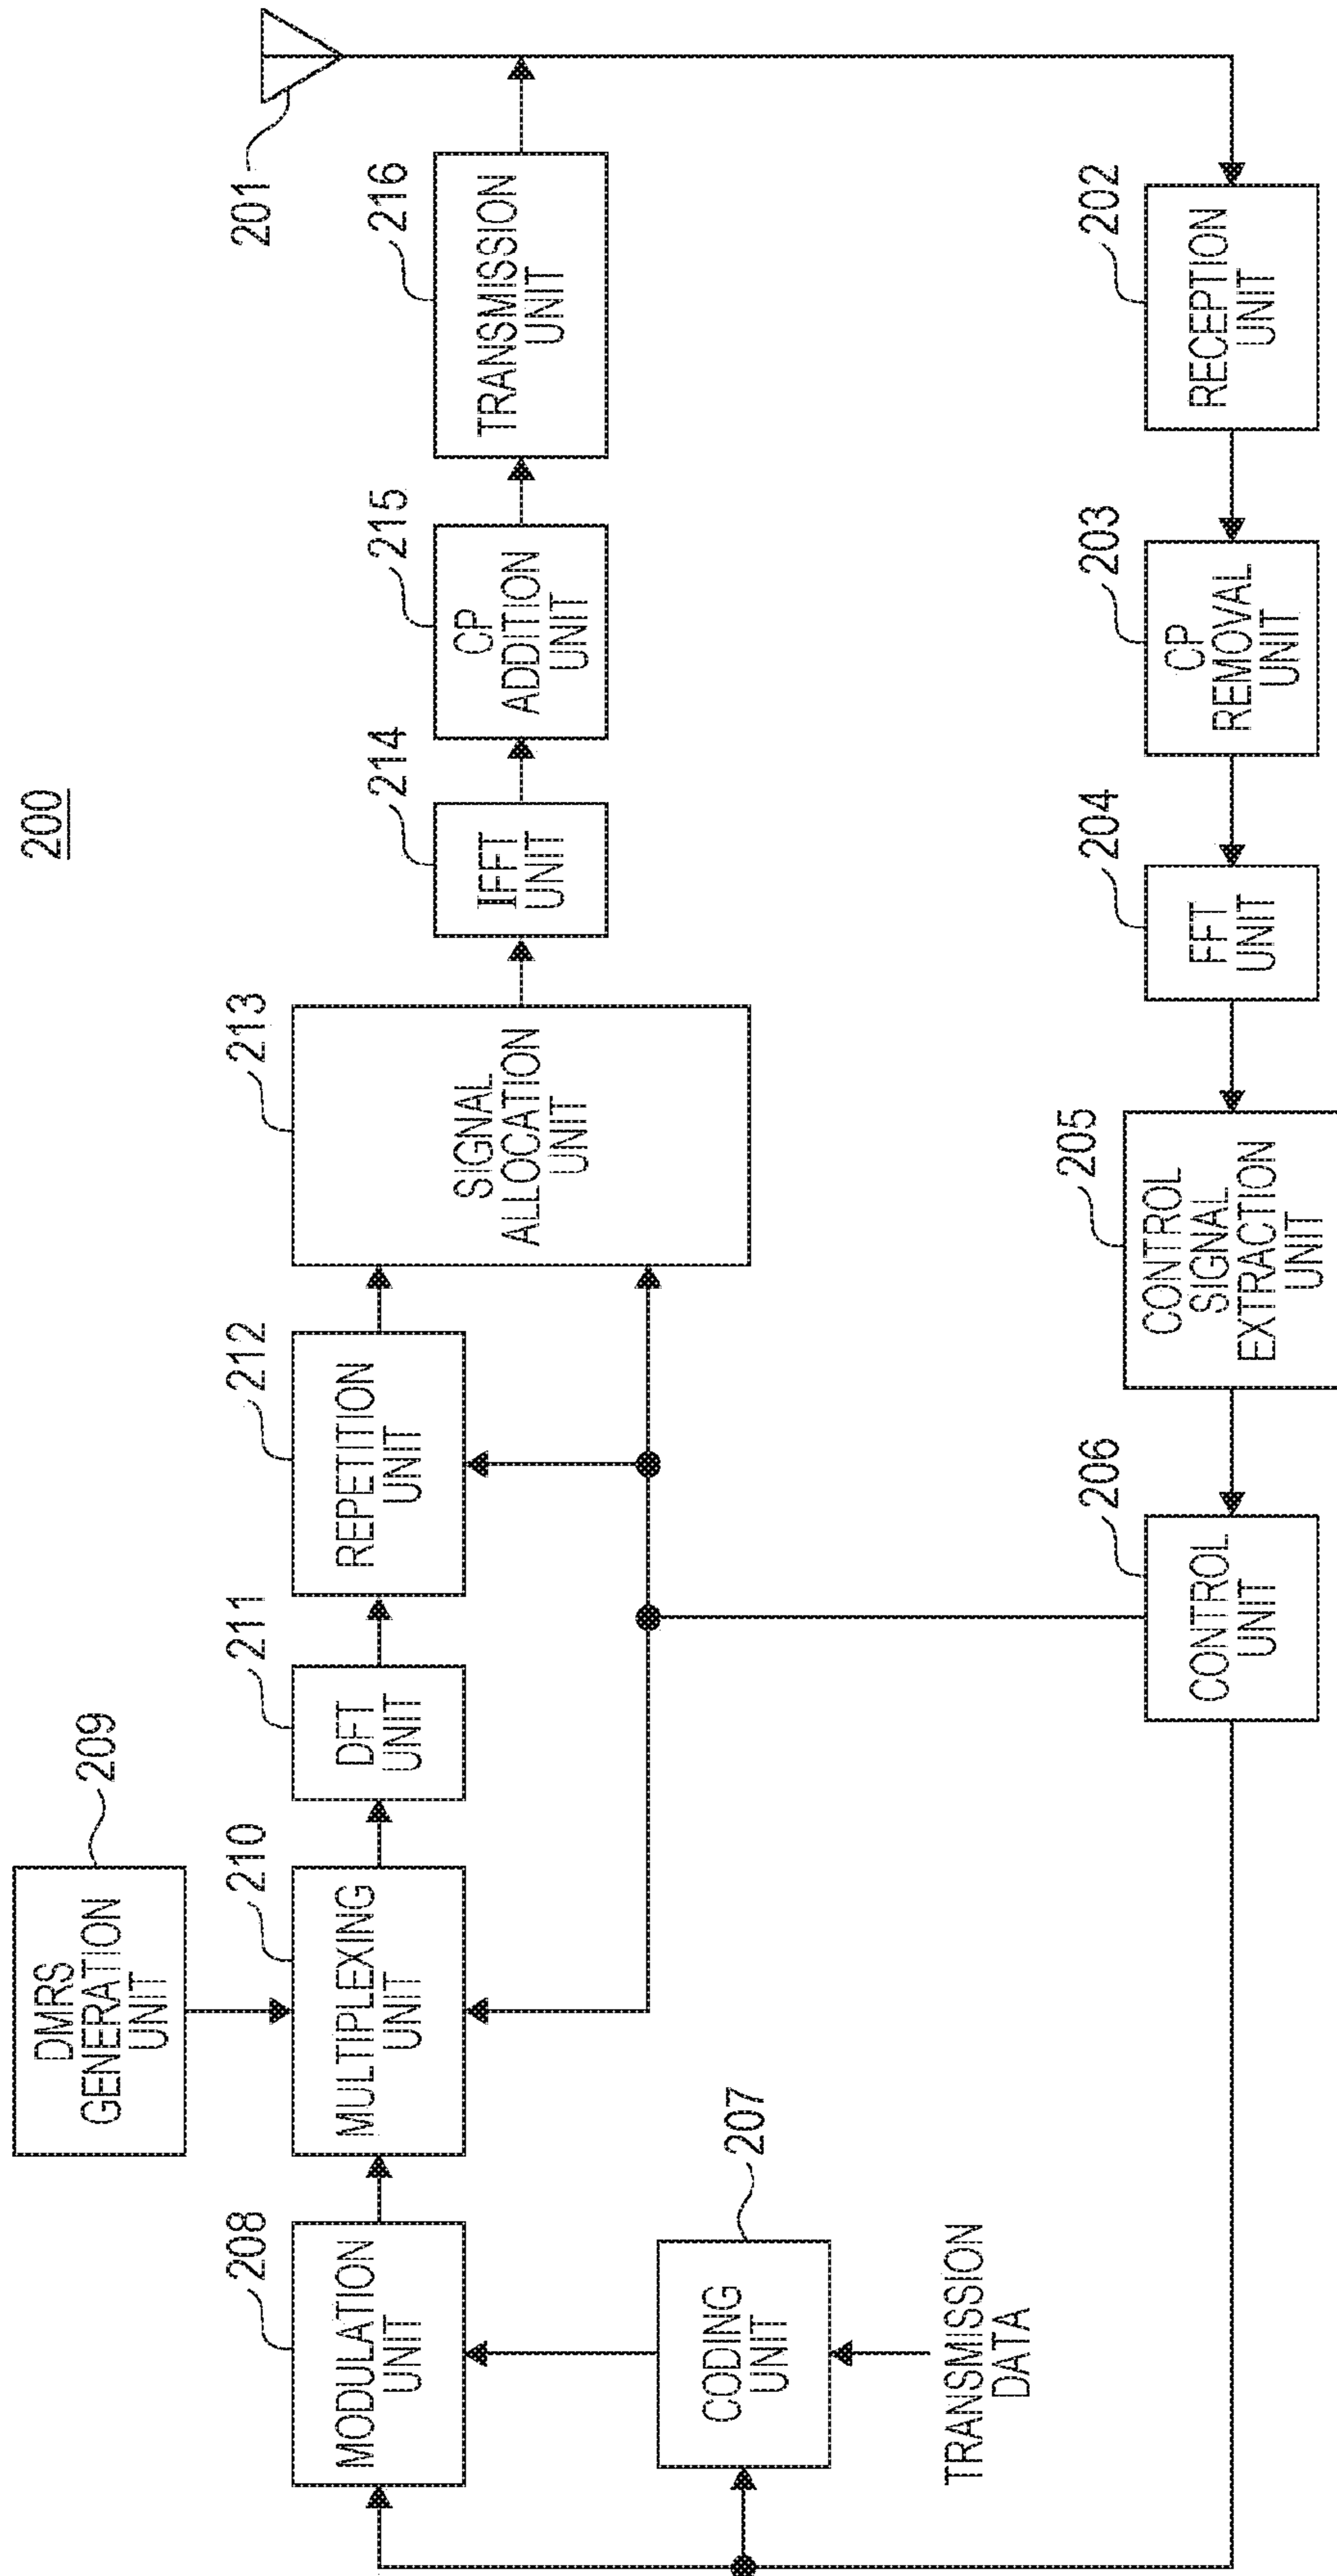 200
201
216
TRANSMISSION
UNIT
215
CP
ADDITION
UNIT
214
IFFT
UNIT
213
SIGNAL
ALLOCATION
UNIT
212
REPETITION
UNIT
211
DFT
UNIT
209
DMRS
GENERATION
UNIT
210
MULTIPLEXING
UNIT
208
MODULATION
UNIT
207
CODING
UNIT
TRANSMISSION
DATA
206
CONTROL
UNIT
205
CONTROL
SIGNAL
EXTRACTION
UNIT
204
FFT
UNIT
203
CP
REMOVAL
UNIT
202
RECEPTION
UNIT